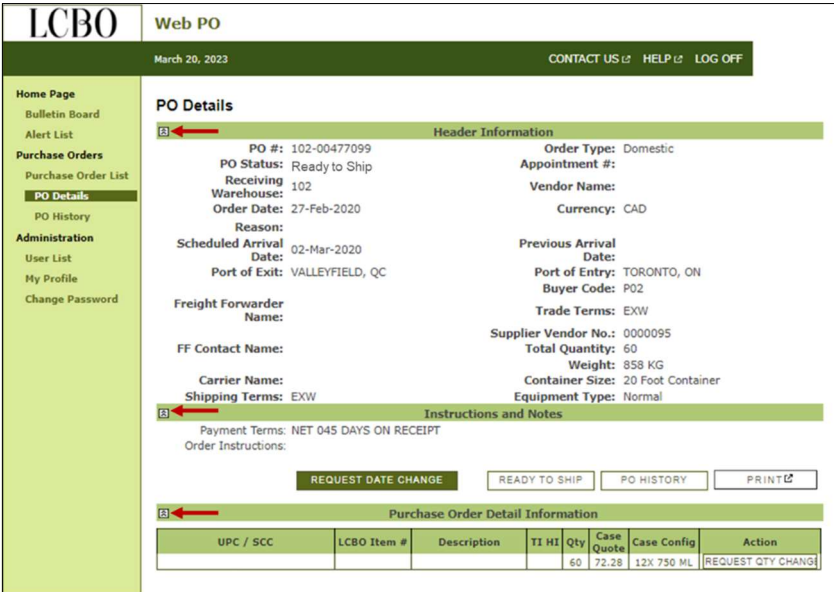 LCBO
Web PO
March 20, 2023
CONTACT US HELP LOG OFF
Home Page
Bulletin Board
Alert List
Purchase Orders
Purchase Order List
PO Details
PO History
Administration
User List
My Profile
Change Password
PO Details
Header Information
PO #: 102-00477099 Order Type: Domestic
PO Status: Ready to Ship Appointment #:
Receiving Warehouse: 102 Vendor Name:
Order Date: 27-Feb-2020 Currency: CAD
Reason:
Scheduled Arrival Date: 02-Mar-2020 Previous Arrival Date:
Port of Exit: VALLEYFIELD, QC Port of Entry: TORONTO, ON
Buyer Code: P02
Freight Forwarder Name: Trade Terms: EXW
Supplier Vendor No.: 0000095
FF Contact Name: Total Quantity: 60
Weight: 858 KG
Carrier Name: Container Size: 20 Foot Container
Shipping Terms: EXW Equipment Type: Normal
Instructions and Notes
Payment Terms: NET 045 DAYS ON RECEIPT
Order Instructions:
REQUEST DATE CHANGE READY TO SHIP PO HISTORY PRINT
Purchase Order Detail Information
UPC / SCC LCBO Item # Description TI HI Qty Case Quote Case Config Action
60 72.28 12X 750 ML REQUEST QTY CHANGE